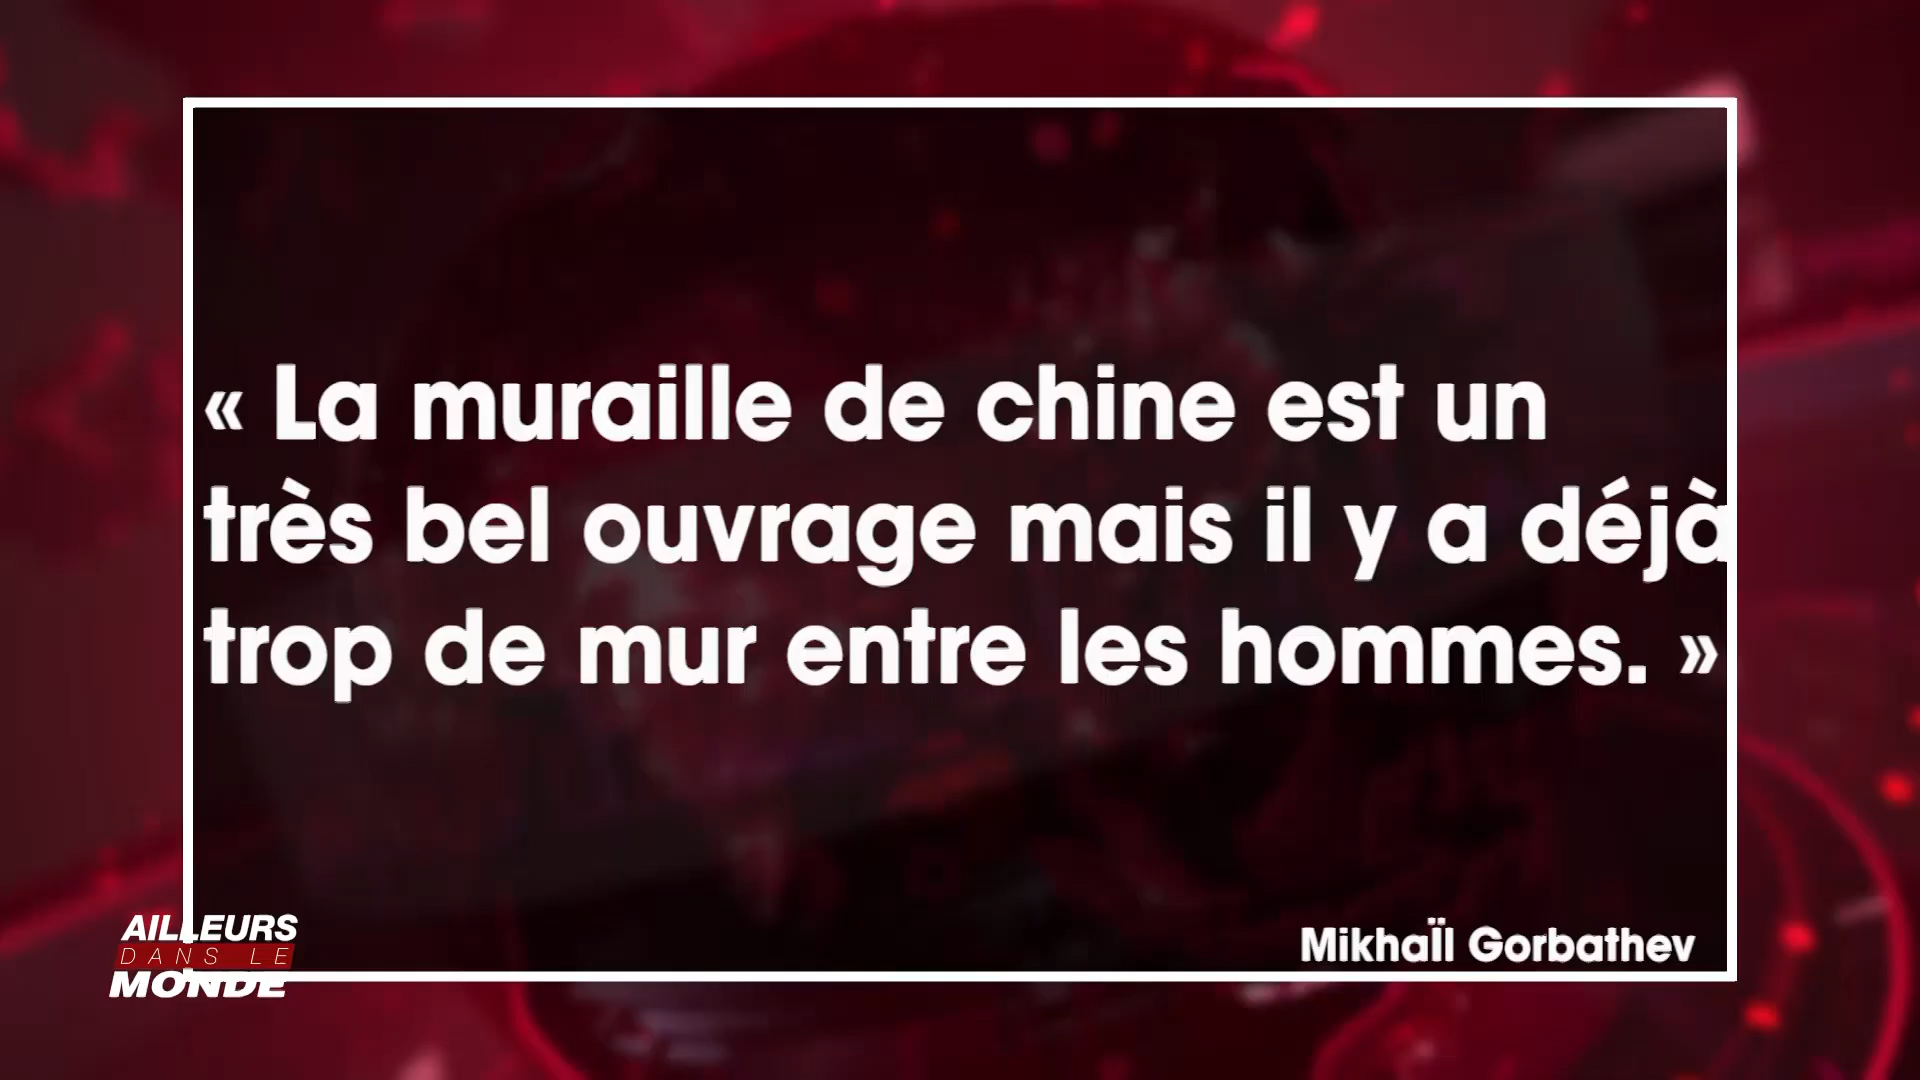 « La muraille de chine est un
très bel ouvrage mais il y a déjà
trop de mur entre les hommes. »
MikhaÏl Gorbathev
AILLEURS
DANS LE
MONDE